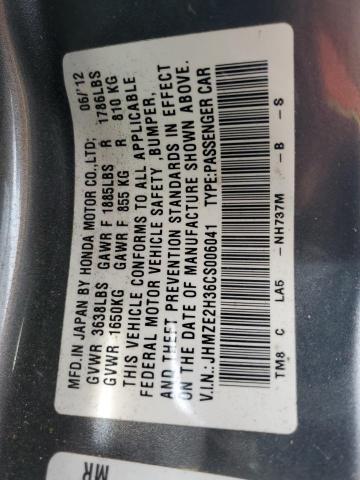 MFD.IN JAPAN BY HONDA MOTOR CO.,LTD; 06/'12
GVWR 3638LBS GAWR F 1885LBS R 1786LBS
GVWR 1650KG GAWR F 855 KG R 810 KG
THIS VEHICLE CONFORMS TO ALL APPLICABLE
FEDERAL MOTOR VEHICLE SAFETY ,BUMPER,
AND THEFT PREVENTION STANDARDS IN EFFECT
ON THE DATE OF MANUFACTURE SHOWN ABOVE.
V.I.N.:JHMZE2H36CS006041 TYPE:PASSENGER CAR
TM8 C LA5 -NH737M -B -S
MR